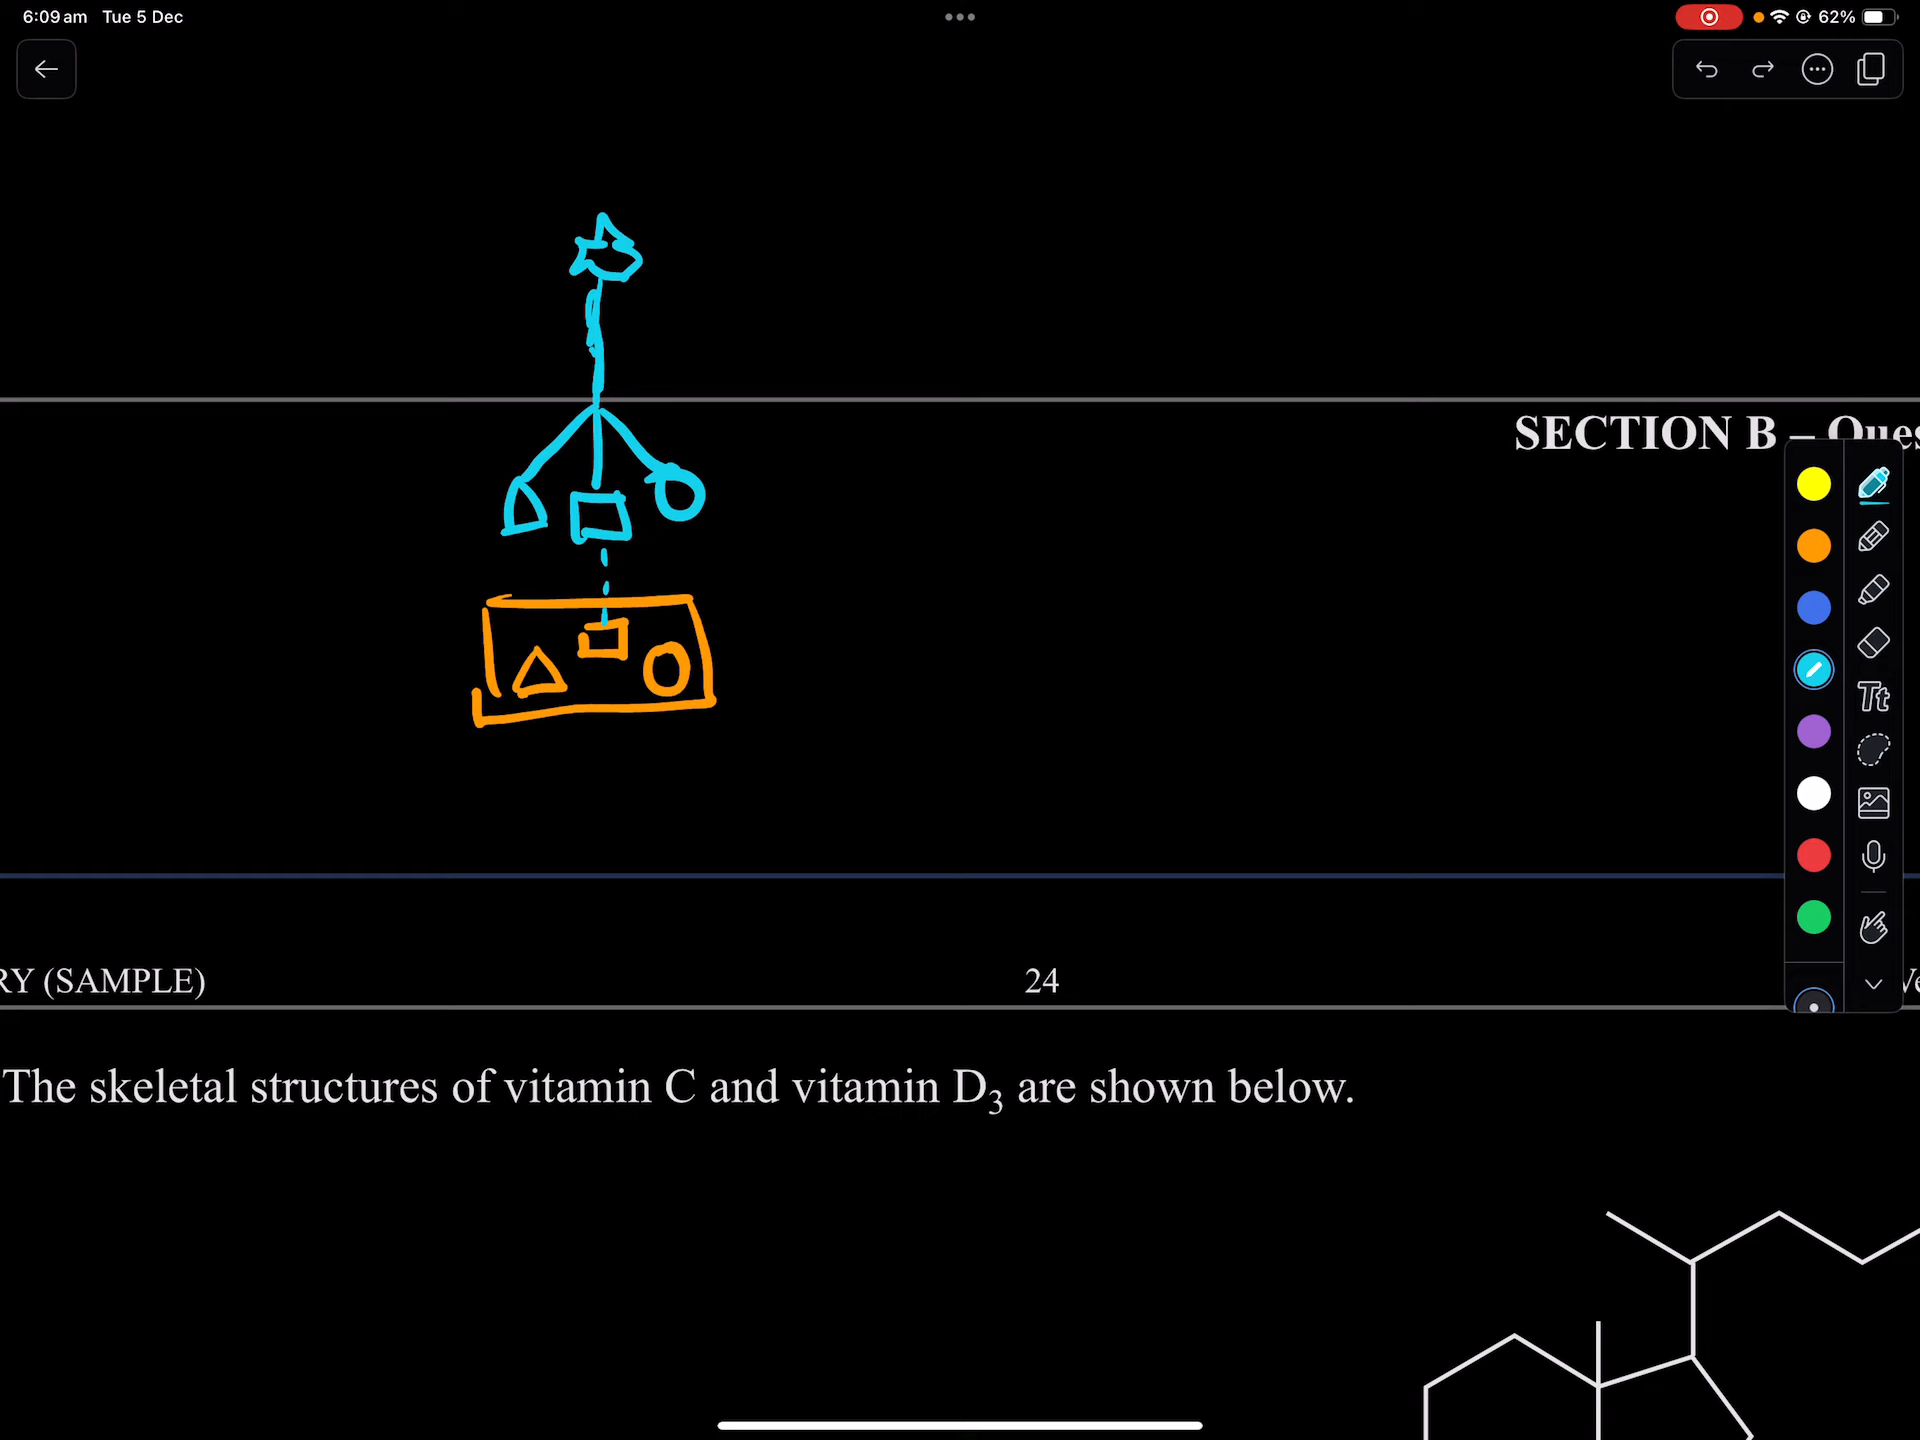 6:09 am Tue 5 Dec
62%
SECTION B –
Tt
RY (SAMPLE)
24
The skeletal structures of vitamin C and vitamin D3 are shown below.